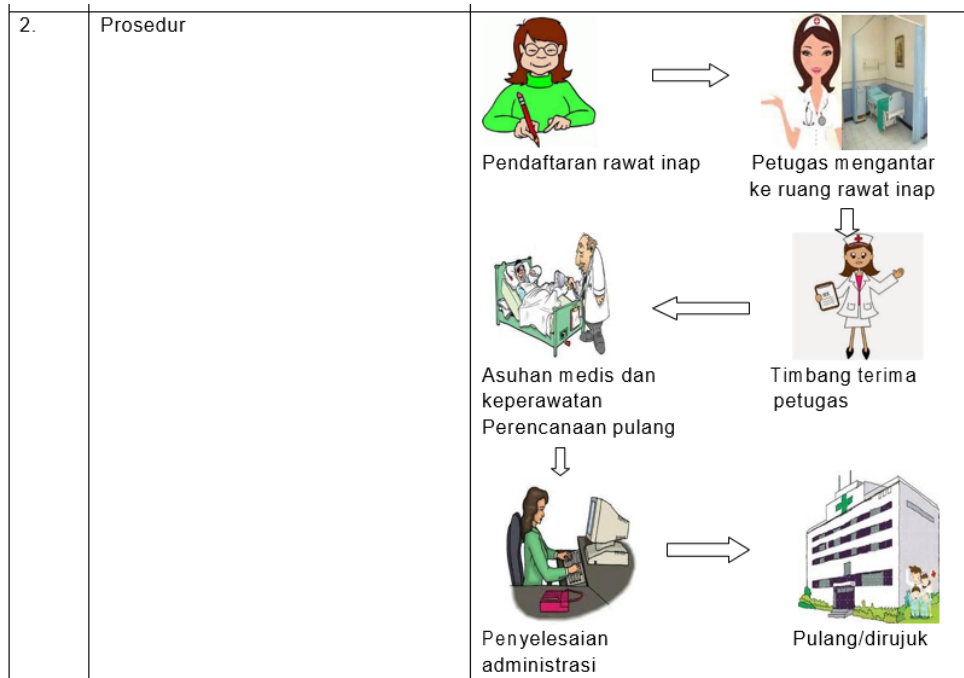 2.
Prosedur
Pendaftaran rawat inap
Petugas mengantar
ke ruang rawat inap
Timbang terima
petugas
Asuhan medis dan
keperawatan
Perencanaan pulang
Penyelesaian
administrasi
Pulang/dirujuk